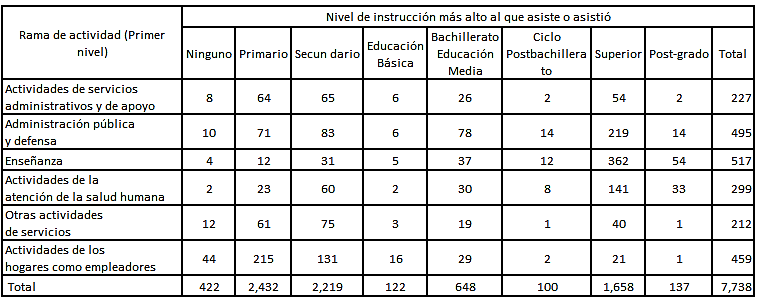 Rama de actividad (Primer
nivel)
Nivel de instrucción más alto al que asiste o asistió
Ninguno Primario Secun dario Educación
Básica Bachillerato
Educación
Media Ciclo
Postbachillera
to Superior Post-grado Total
Actividades de servicios
administrativos y de apoyo 8 64 65 6 26 2 54 2 227
Administración pública
y defensa 10 71 83 6 78 14 219 14 495
Enseñanza 4 12 31 5 37 12 362 54 517
Actividades de la
atención de la salud humana 2 23 60 2 30 8 141 33 299
Otras actividades
de servicios 12 61 75 3 19 1 40 1 212
Actividades de los
hogares como empleadores 44 215 131 16 29 2 21 1 459
Total 422 2,432 2,219 122 648 100 1,658 137 7,738